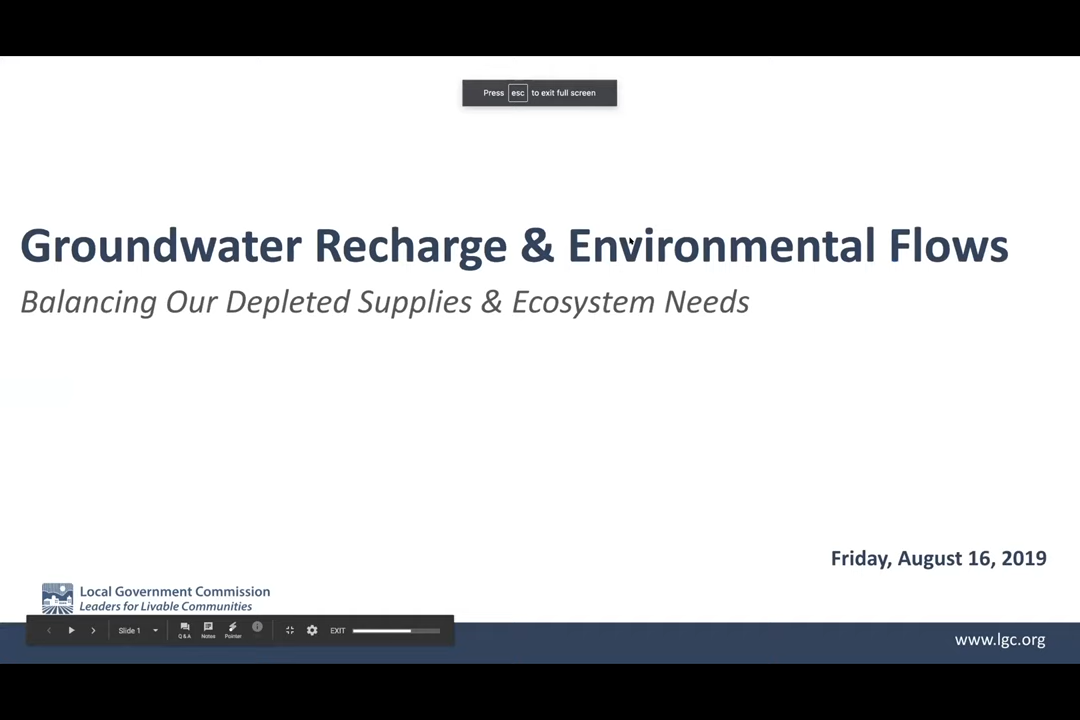 Press esc to exit full screen
Groundwater Recharge & Environmental Flows
Balancing Our Depleted Supplies & Ecosystem Needs
Friday, August 16, 2019
Local Government Commission
Leaders for Livable Communities
Slide 1
Q&A
Notes
Pointer
EXIT
www.lgc.org